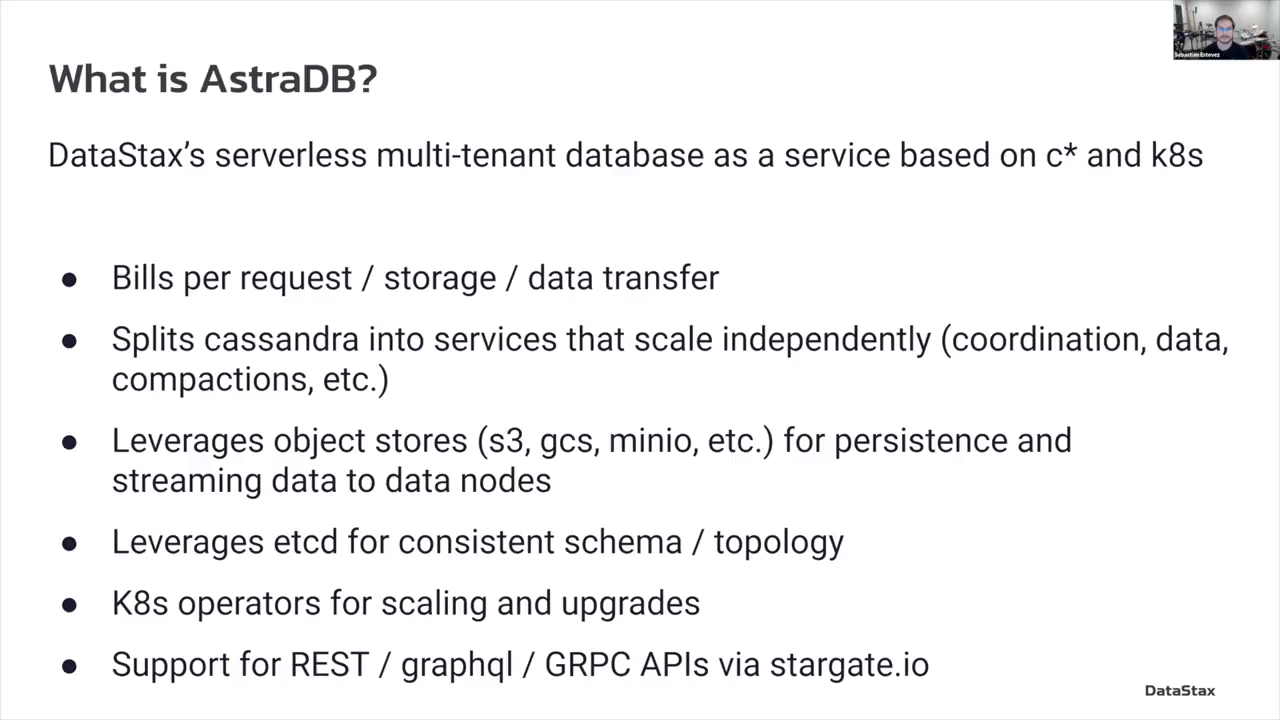 Sebastian Estevez
What is AstraDB?
DataStax’s serverless multi-tenant database as a service based on c* and k8s
● Bills per request / storage / data transfer
● Splits cassandra into services that scale independently (coordination, data,
compactions, etc.)
● Leverages object stores (s3, gcs, minio, etc.) for persistence and
streaming data to data nodes
● Leverages etcd for consistent schema / topology
● K8s operators for scaling and upgrades
● Support for REST / graphql / GRPC APIs via stargate.io
DataStax